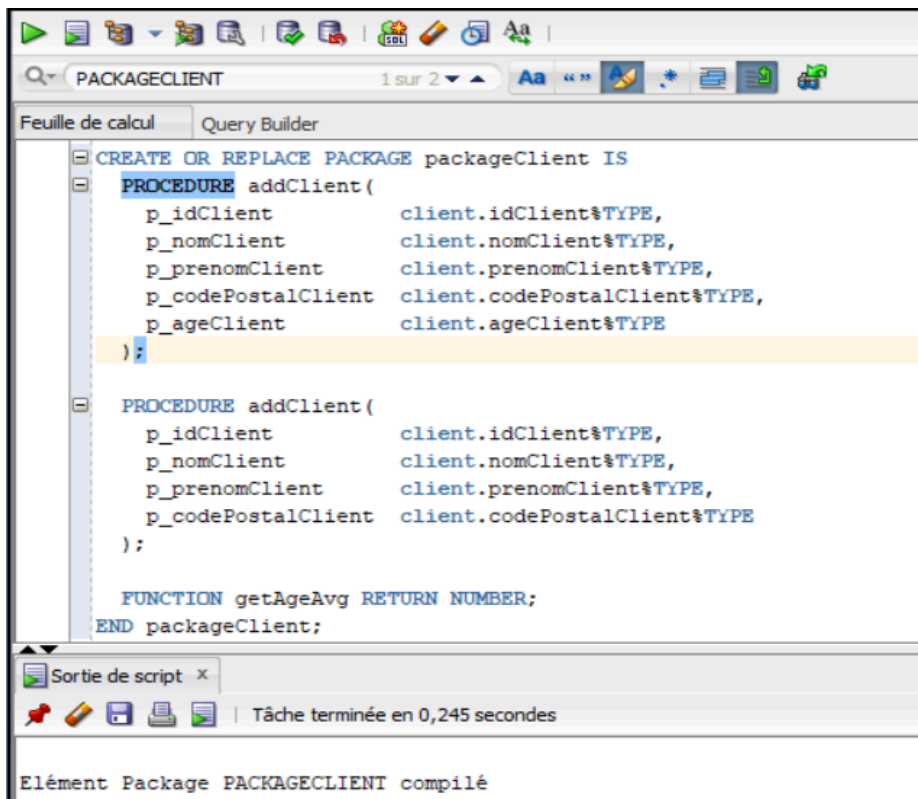 SQL
PACKAGECLIENT 1 sur 2 Aa “ ” .*
Feuille de calcul Query Builder
CREATE OR REPLACE PACKAGE packageClient IS
PROCEDURE addClient(
p_idClient client.idClient%TYPE,
p_nomClient client.nomClient%TYPE,
p_prenomClient client.prenomClient%TYPE,
p_codePostalClient client.codePostalClient%TYPE,
p_ageClient client.ageClient%TYPE
);
PROCEDURE addClient(
p_idClient client.idClient%TYPE,
p_nomClient client.nomClient%TYPE,
p_prenomClient client.prenomClient%TYPE,
p_codePostalClient client.codePostalClient%TYPE
);
FUNCTION getAgeAvg RETURN NUMBER;
END packageClient;
Sortie de script x
Tâche terminée en 0,245 secondes
Elément Package PACKAGECLIENT compilé